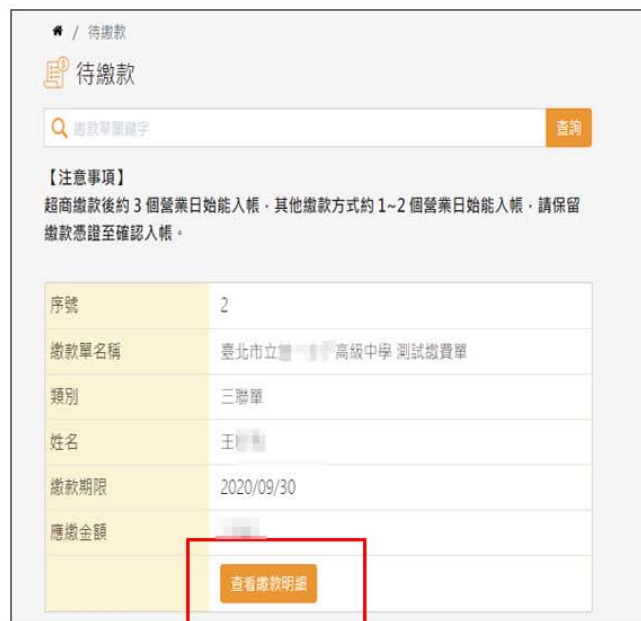 / 待繳款
待繳款
繳款單關鍵字 查詢
【注意事項】
超商繳款後約 3 個營業日始能入帳，其他繳款方式約 1~2 個營業日始能入帳，請保留
繳款憑證至確認入帳。
序號 2
繳款單名稱 臺北市立 高級中學 測試繳費單
類別 三聯單
姓名 王
繳款期限 2020/09/30
應繳金額
查看繳款明細